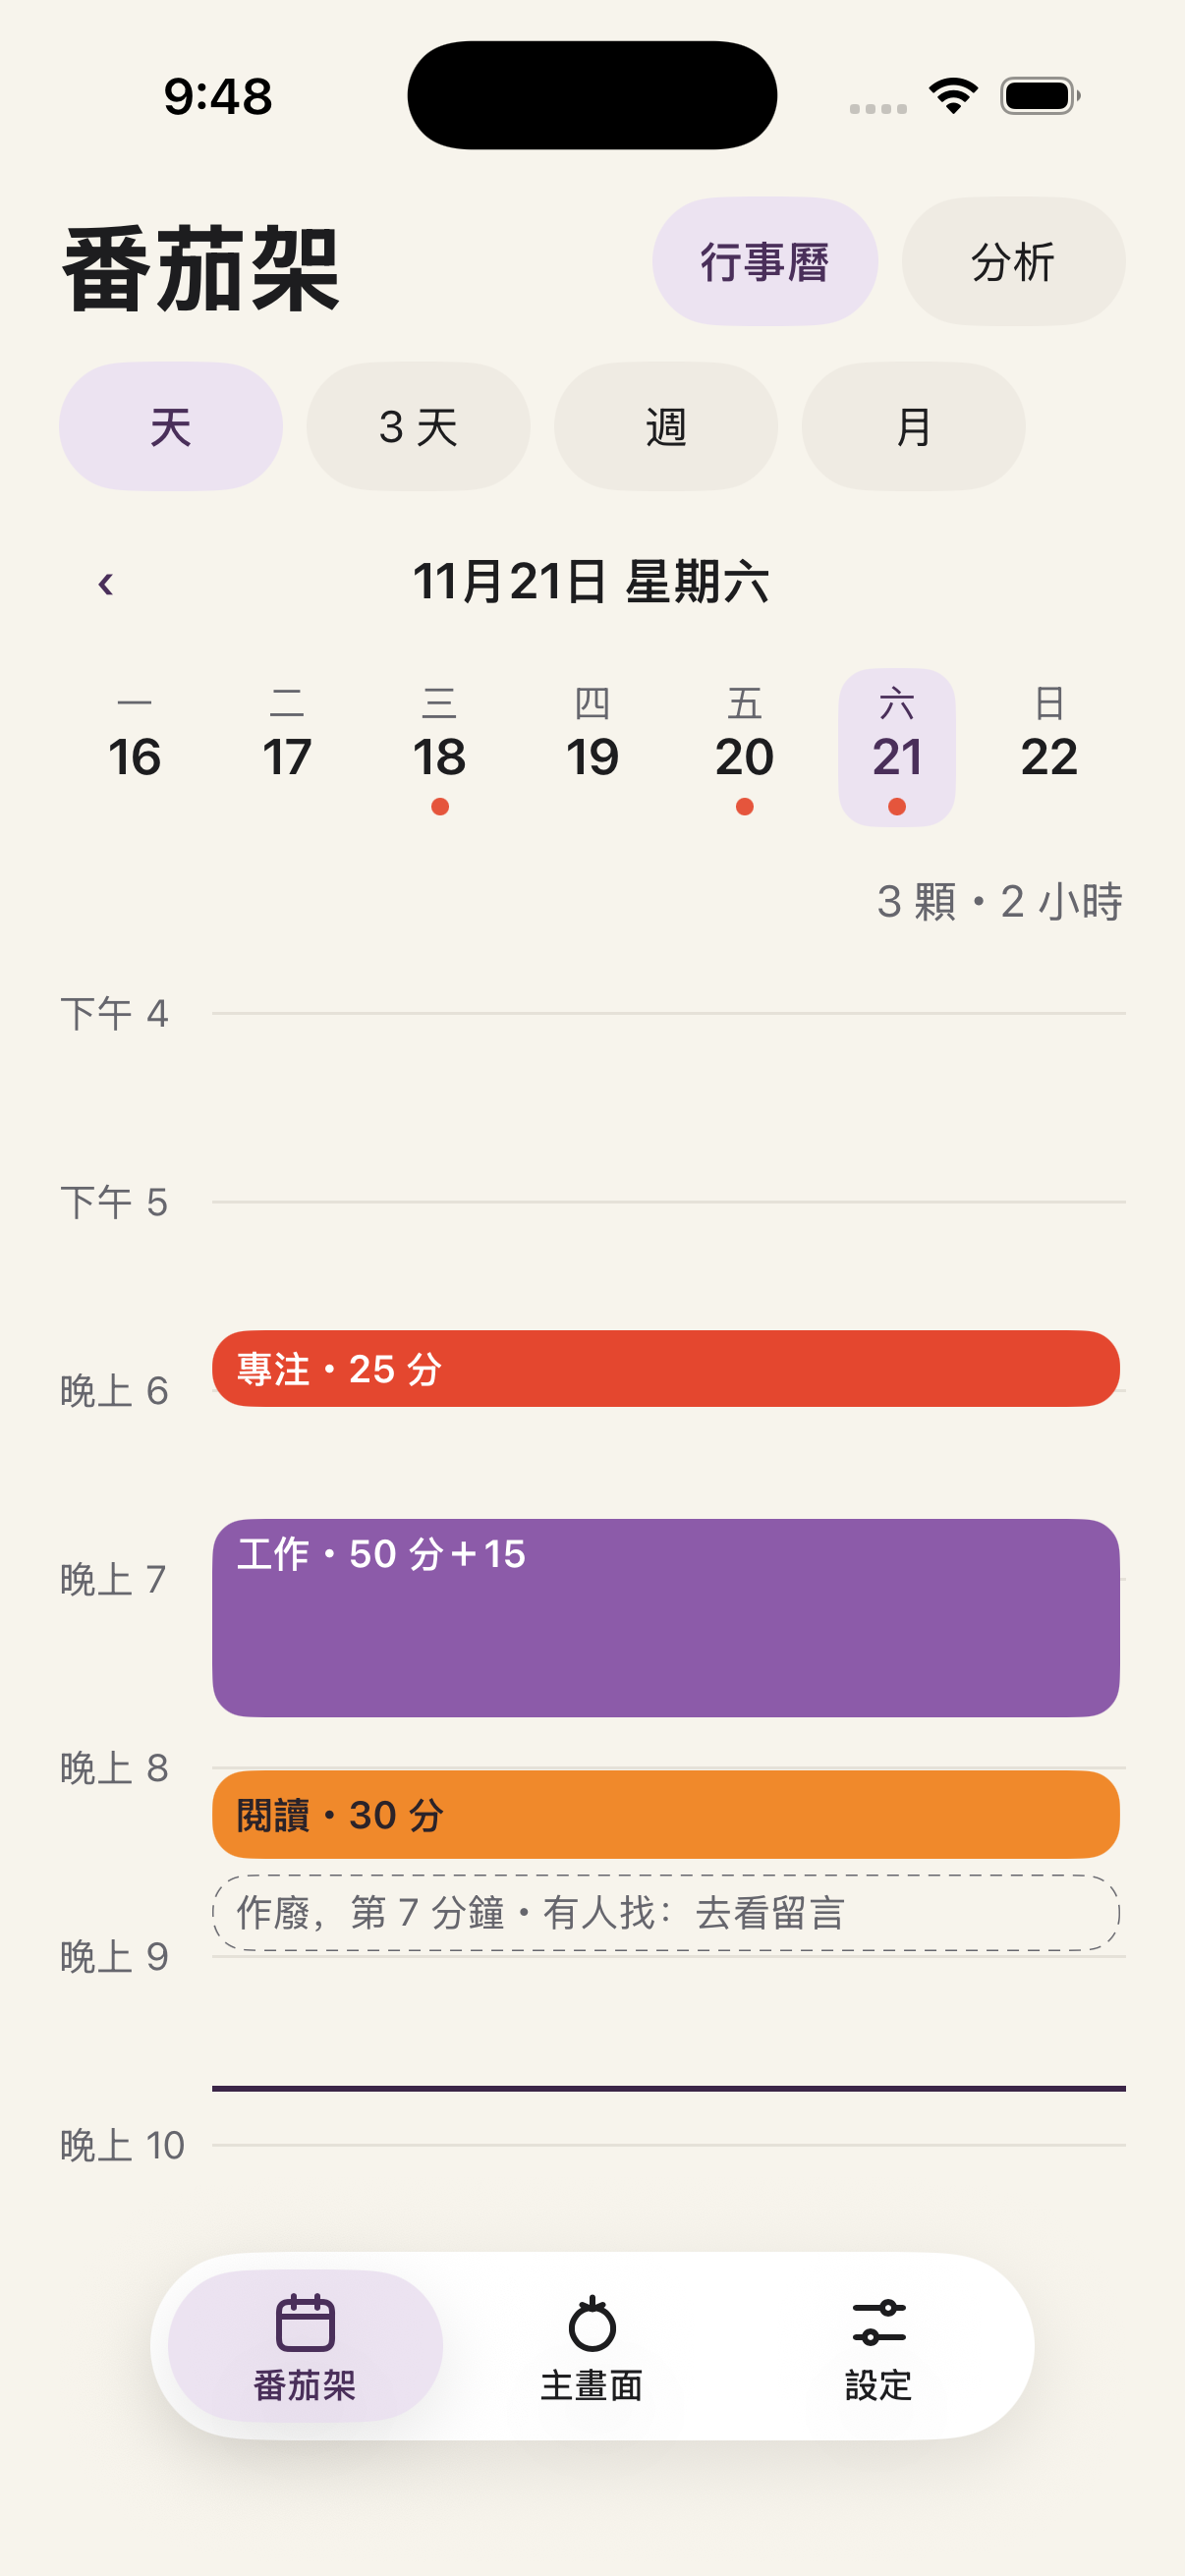 9:48
番茄架
行事曆
分析
天
3 天
週
月
‹
11月21日 星期六
一 二 三 四 五 六 日
16 17 18 19 20 21 22
3 顆・2 小時
下午 4
下午 5
專注・25 分
晚上 6
工作・50 分＋15
晚上 7
晚上 8
閱讀・30 分
作廢，第 7 分鐘・有人找：去看留言
晚上 9
晚上 10
番茄架
主畫面
設定